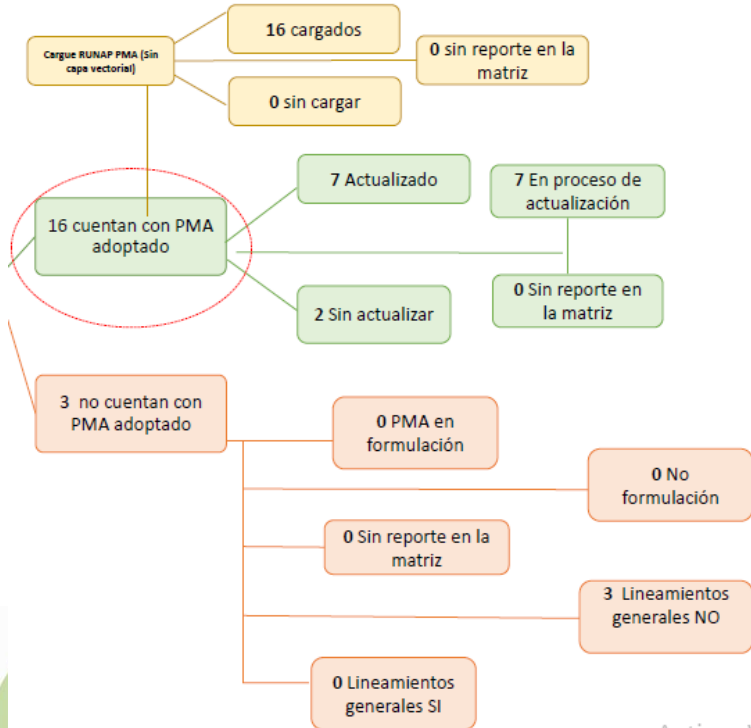 16 cargados
Cargue RUNAP PMA (Sin
capa vectorial)
0 sin reporte en la
matriz
0 sin cargar
7 Actualizado
7 En proceso de
actualización
16 cuentan con PMA
adoptado
2 Sin actualizar
0 Sin reporte en
la matriz
3 no cuentan con
PMA adoptado
0 PMA en
formulación
0 No
formulación
0 Sin reporte en la
matriz
3 Lineamientos
generales NO
0 Lineamientos
generales SI